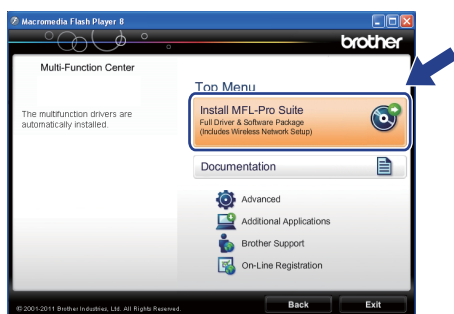 Macromedia Flash Player 8
brother
Multi-Function Center
The multifunction drivers are
automatically installed.
Top Menu
Install MFL-Pro Suite
Full Driver & Software Package
(Includes Wireless Network Setup)
Documentation
Advanced
Additional Applications
Brother Support
On-Line Registration
© 2001-2011 Brother Industries, Ltd. All Rights Reserved.
Back
Exit